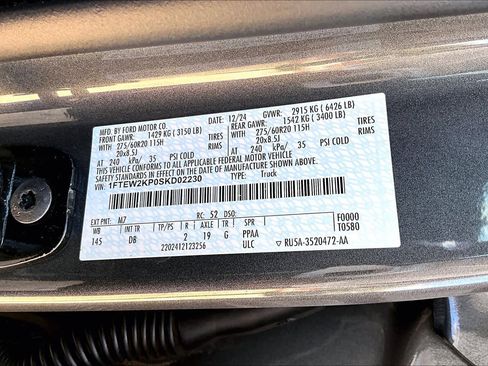 MFD. BY FORD MOTOR CO. 12/24 GVWR: 2915 KG ( 6426 LB)
FRONT GAWR: 1429 KG ( 3150 LB) REAR GAWR: 1542 KG ( 3400 LB)
WITH 275/60R20 115H TIRES WITH 275/60R20 115H TIRES
20x8.5J RIMS 20x8.5J RIMS
AT 240 kPa/ 35 PSI COLD AT 240 kPa/ 35 PSI COLD
THIS VEHICLE CONFORMS TO ALL APPLICABLE FEDERAL MOTOR VEHICLE
SAFETY STANDARDS IN EFFECT ON THE DATE OF MANUFACTURE SHOWN ABOVE.
VIN: 1FTEW2KP0SKD02230 TYPE: Truck
EXT PNT: M7 RC: 52 DSO: F0000
WB INT TR TP/PS R AXLE TR SPR T0580
145 DB 2 19 G PPAA
2202412123256 ULC RU5A-3520472-AA